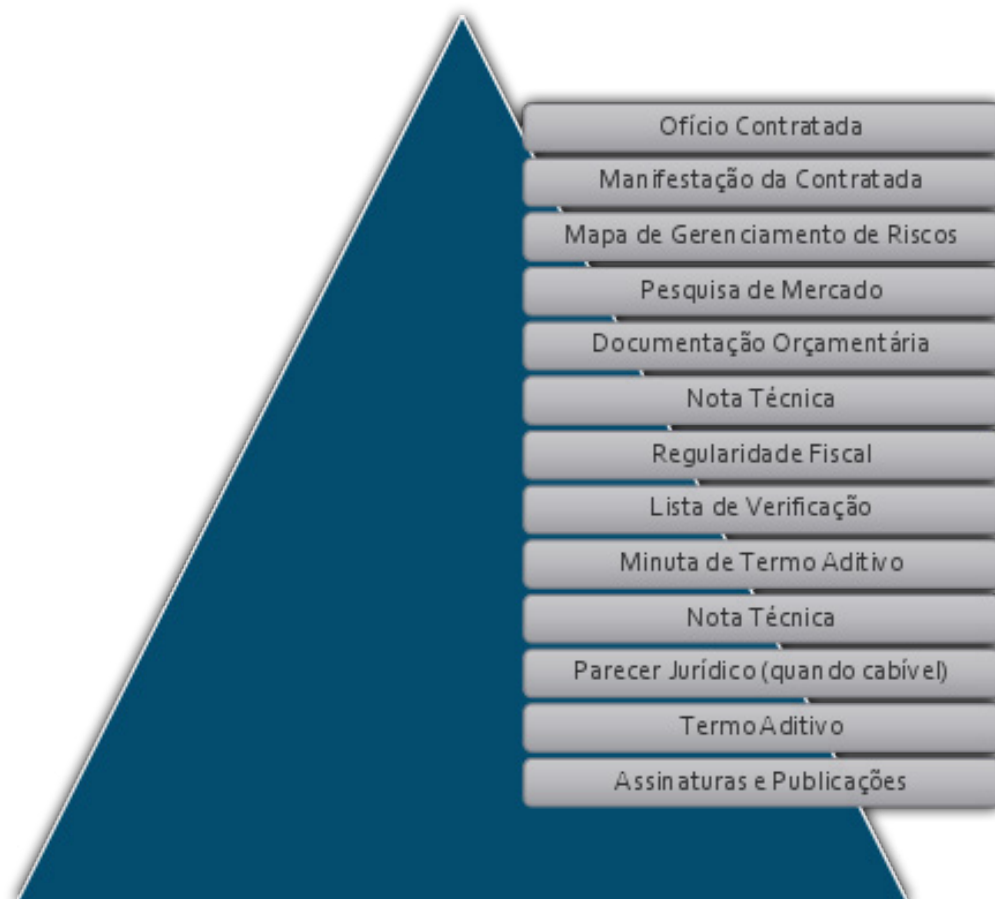 Ofício Contratada
Manifestação da Contratada
Mapa de Gerenciamento de Riscos
Pesquisa de Mercado
Documentação Orçamentária
Nota Técnica
Regularidade Fiscal
Lista de Verificação
Minuta de Termo Aditivo
Nota Técnica
Parecer Jurídico (quando cabível)
Termo Aditivo
Assinaturas e Publicações